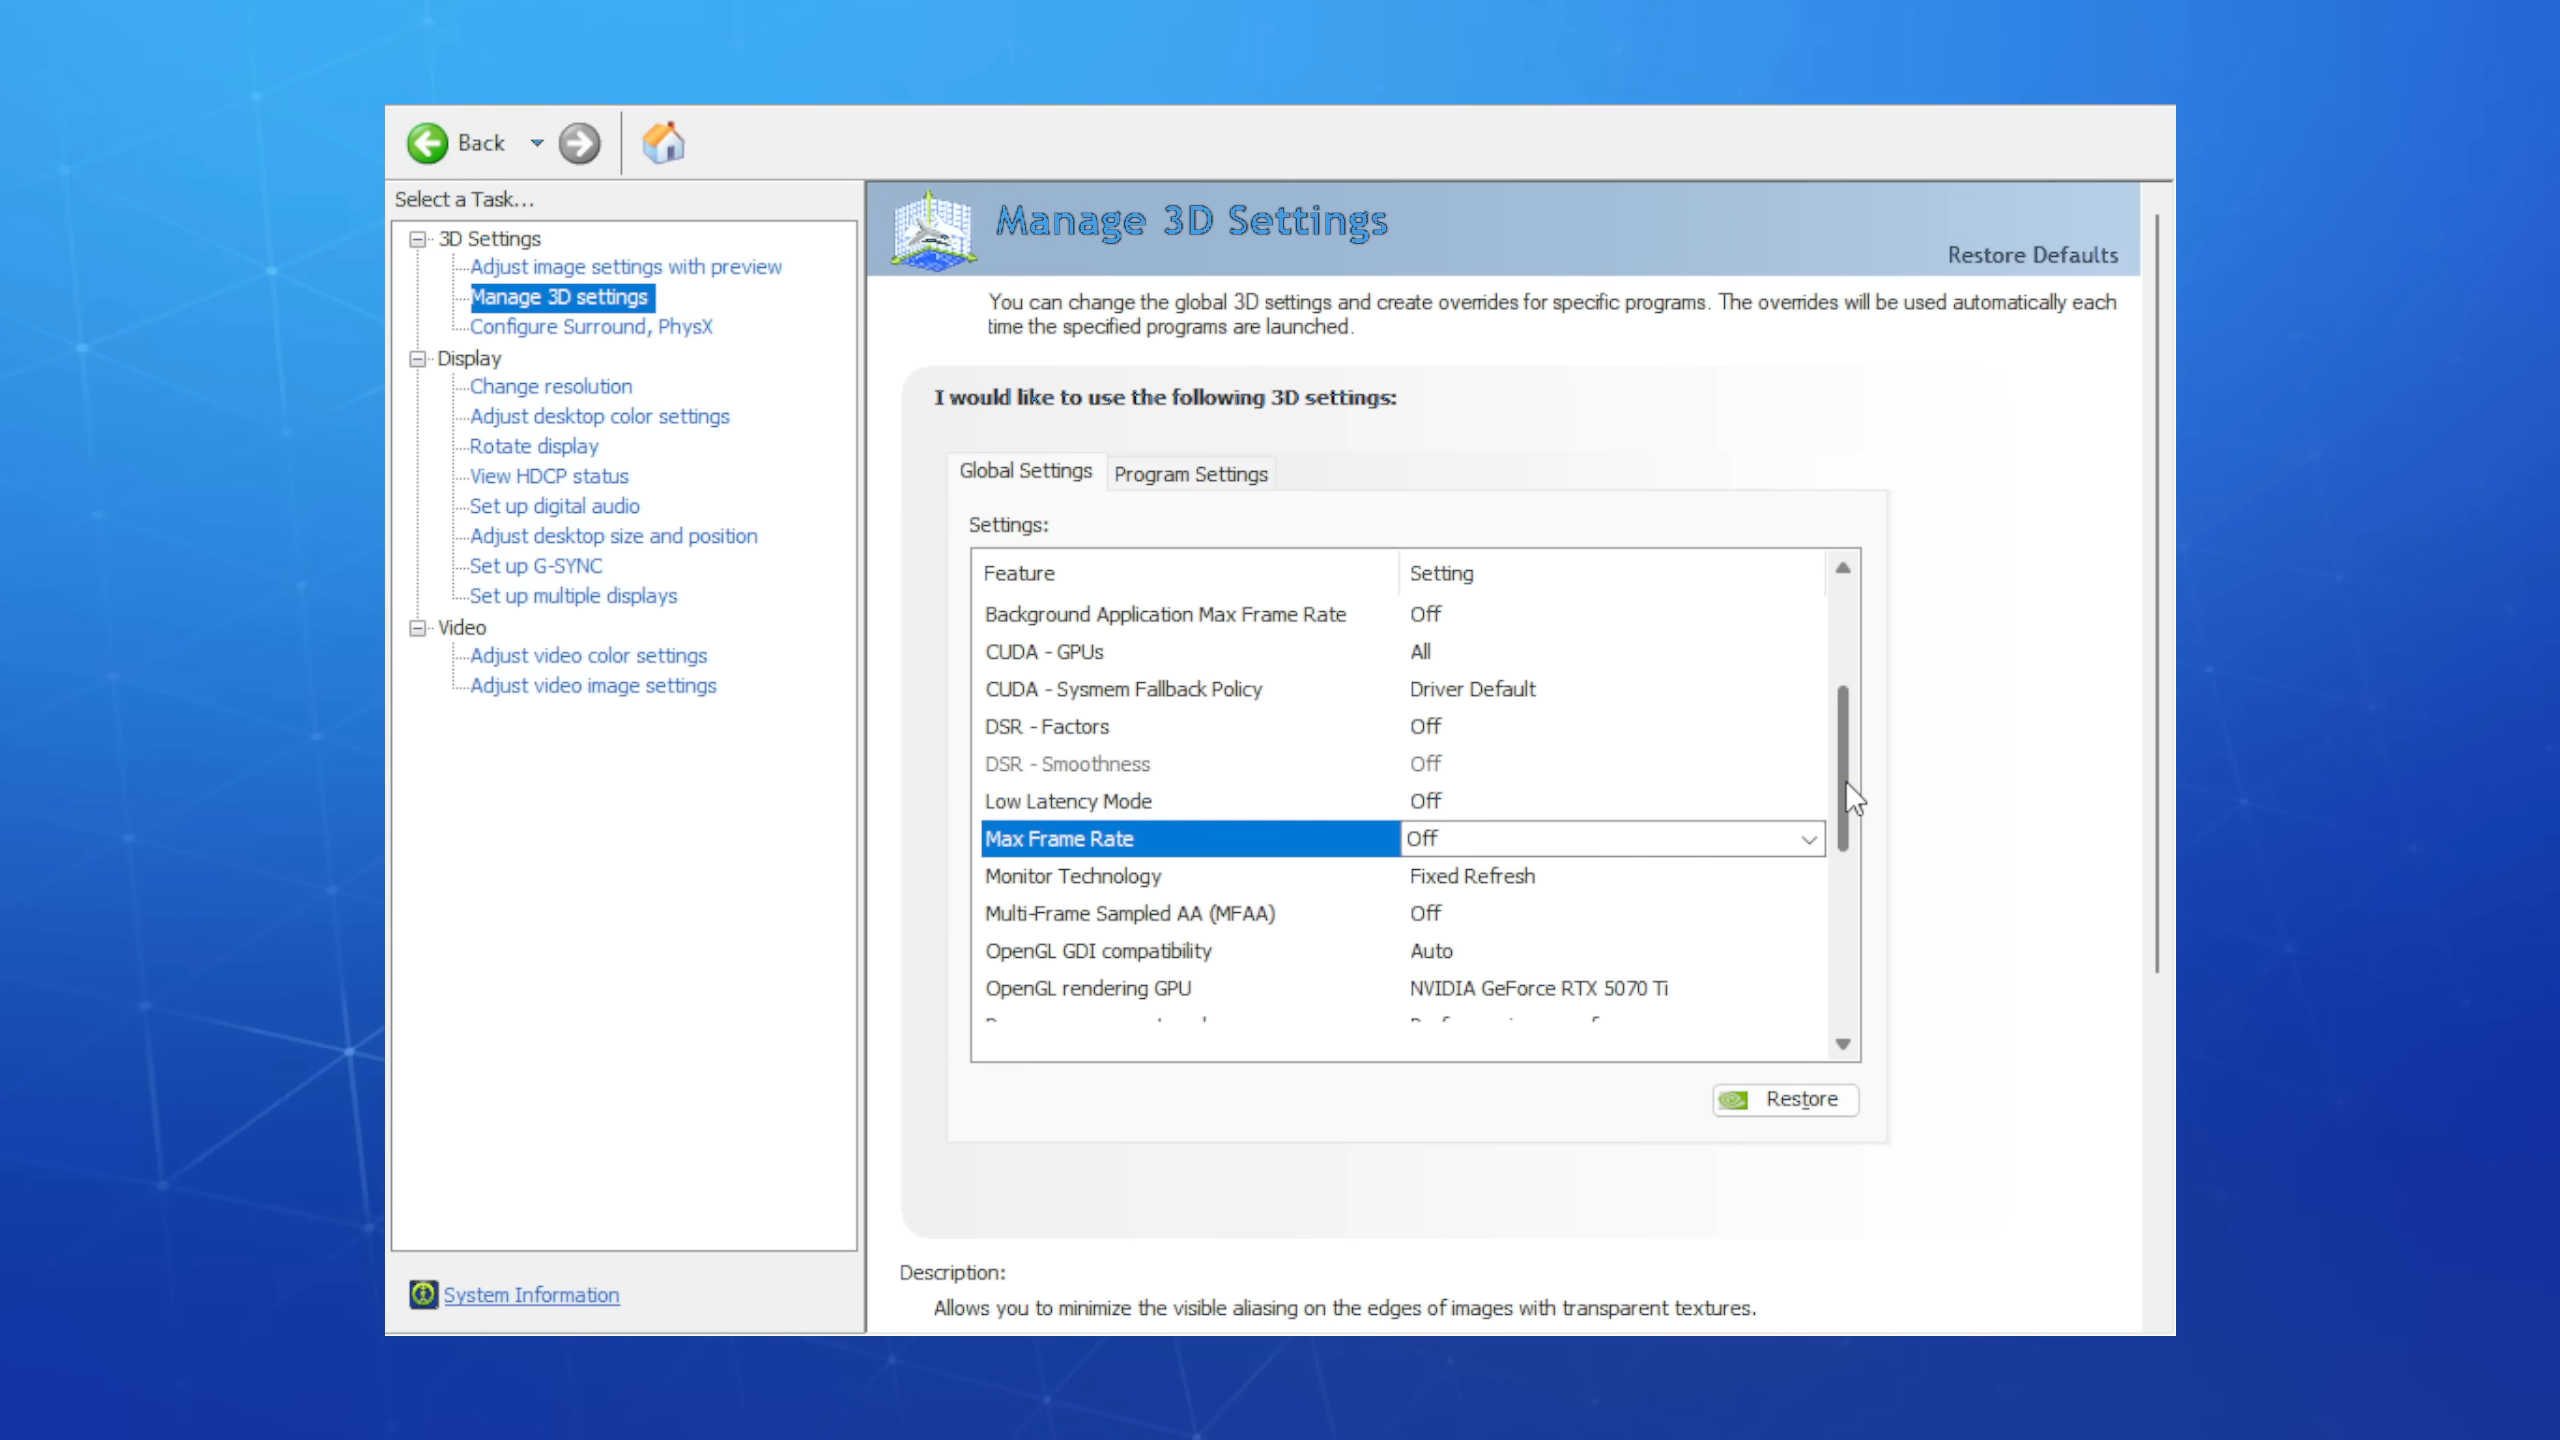 Back
Select a Task...
3D Settings
Adjust image settings with preview
Manage 3D settings
Configure Surround, PhysX
Display
Change resolution
Adjust desktop color settings
Rotate display
View HDCP status
Set up digital audio
Adjust desktop size and position
Set up G-SYNC
Set up multiple displays
Video
Adjust video color settings
Adjust video image settings
System Information
Manage 3D Settings
Restore Defaults
You can change the global 3D settings and create overrides for specific programs. The overrides will be used automatically each
time the specified programs are launched.
I would like to use the following 3D settings:
Global Settings Program Settings
Settings:
Feature Setting
Background Application Max Frame Rate Off
CUDA - GPUs All
CUDA - Sysmem Fallback Policy Driver Default
DSR - Factors Off
DSR - Smoothness Off
Low Latency Mode Off
Max Frame Rate Off
Monitor Technology Fixed Refresh
Multi-Frame Sampled AA (MFAA) Off
OpenGL GDI compatibility Auto
OpenGL rendering GPU NVIDIA GeForce RTX 5070 Ti
Restore
Description:
Allows you to minimize the visible aliasing on the edges of images with transparent textures.